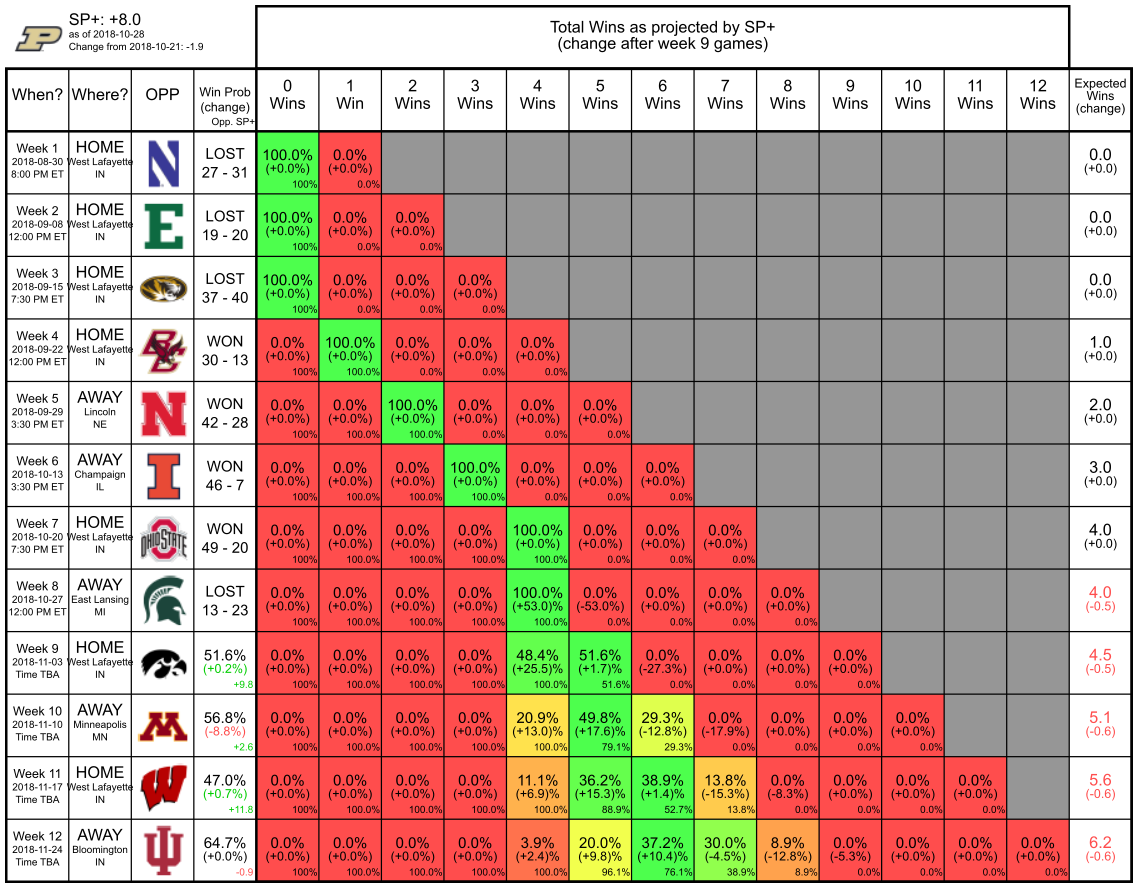 SP+: +8.0
as of 2018-10-28
Change from 2018-10-21: -1.9
Total Wins as projected by SP+
(change after week 9 games)
When? Where? OPP Win Prob (change) Opp. SP+ 0 Wins 1 Win 2 Wins 3 Wins 4 Wins 5 Wins 6 Wins 7 Wins 8 Wins 9 Wins 10 Wins 11 Wins 12 Wins Expected Wins (change)
Week 1 HOME LOST 100.0% 0.0% 0.0
2018-08-30 West Lafayette 27 - 31 (+0.0%) (+0.0%) (+0.0)
8:00 PM ET IN 100% 0.0%
Week 2 HOME LOST 100.0% 0.0% 0.0% 0.0
2018-09-08 West Lafayette 19 - 20 (+0.0%) (+0.0%) (+0.0%) (+0.0)
12:00 PM ET IN 100% 0.0% 0.0%
Week 3 HOME LOST 100.0% 0.0% 0.0% 0.0% 0.0
2018-09-15 West Lafayette 37 - 40 (+0.0%) (+0.0%) (+0.0%) (+0.0%) (+0.0)
7:30 PM ET IN 100% 0.0% 0.0% 0.0%
Week 4 HOME WON 0.0% 100.0% 0.0% 0.0% 0.0% 1.0
2018-09-22 West Lafayette 30 - 13 (+0.0%) (+0.0%) (+0.0%) (+0.0%) (+0.0%) (+0.0)
12:00 PM ET IN 100% 100.0% 0.0% 0.0% 0.0%
Week 5 AWAY WON 0.0% 0.0% 100.0% 0.0% 0.0% 0.0% 2.0
2018-09-29 Lincoln 42 - 28 (+0.0%) (+0.0%) (+0.0%) (+0.0%) (+0.0%) (+0.0%) (+0.0)
3:30 PM ET NE 100% 100.0% 100.0% 0.0% 0.0% 0.0%
Week 6 AWAY WON 0.0% 0.0% 0.0% 100.0% 0.0% 0.0% 0.0% 3.0
2018-10-13 Champaign 46 - 7 (+0.0%) (+0.0%) (+0.0%) (+0.0%) (+0.0%) (+0.0%) (+0.0%) (+0.0)
3:30 PM ET IL 100% 100.0% 100.0% 100.0% 0.0% 0.0% 0.0%
Week 7 HOME OHIO STATE WON 0.0% 0.0% 0.0% 0.0% 100.0% 0.0% 0.0% 0.0% 4.0
2018-10-20 West Lafayette 49 - 20 (+0.0%) (+0.0%) (+0.0%) (+0.0%) (+0.0%) (+0.0%) (+0.0%) (+0.0%) (+0.0)
7:30 PM ET IN 100% 100.0% 100.0% 100.0% 100.0% 0.0% 0.0% 0.0%
Week 8 AWAY LOST 0.0% 0.0% 0.0% 0.0% 100.0% 0.0% 0.0% 0.0% 0.0% 4.0
2018-10-27 East Lansing 13 - 23 (+0.0%) (+0.0%) (+0.0%) (+0.0%) (+53.0)% (-53.0%) (+0.0%) (+0.0%) (+0.0%) (-0.5)
12:00 PM ET MI 100% 100.0% 100.0% 100.0% 100.0% 0.0% 0.0% 0.0% 0.0%
Week 9 HOME 51.6% 0.0% 0.0% 0.0% 0.0% 48.4% 51.6% 0.0% 0.0% 0.0% 0.0% 4.5
2018-11-03 West Lafayette (+0.2%) (+0.0%) (+0.0%) (+0.0%) (+0.0%) (+25.5)% (+1.7)% (-27.3%) (+0.0%) (+0.0%) (+0.0%) (-0.5)
Time TBA IN +9.8 100% 100.0% 100.0% 100.0% 100.0% 51.6% 0.0% 0.0% 0.0% 0.0%
Week 10 AWAY 56.8% 0.0% 0.0% 0.0% 0.0% 20.9% 49.8% 29.3% 0.0% 0.0% 0.0% 0.0% 5.1
2018-11-10 Minneapolis (-8.8%) (+0.0%) (+0.0%) (+0.0%) (+0.0%) (+13.0)% (+17.6)% (-12.8%) (-17.9%) (+0.0%) (+0.0%) (+0.0%) (-0.6)
Time TBA MN +2.6 100% 100.0% 100.0% 100.0% 100.0% 79.1% 29.3% 0.0% 0.0% 0.0% 0.0%
Week 11 HOME 47.0% 0.0% 0.0% 0.0% 0.0% 11.1% 36.2% 38.9% 13.8% 0.0% 0.0% 0.0% 0.0% 5.6
2018-11-17 West Lafayette (+0.7%) (+0.0%) (+0.0%) (+0.0%) (+0.0%) (+6.9)% (+15.3)% (+1.4)% (-15.3%) (-8.3%) (+0.0%) (+0.0%) (+0.0%) (-0.6)
Time TBA IN +11.8 100% 100.0% 100.0% 100.0% 100.0% 88.9% 52.7% 13.8% 0.0% 0.0% 0.0% 0.0%
Week 12 AWAY 64.7% 0.0% 0.0% 0.0% 0.0% 3.9% 20.0% 37.2% 30.0% 8.9% 0.0% 0.0% 0.0% 0.0% 6.2
2018-11-24 Bloomington (+0.0%) (+0.0%) (+0.0%) (+0.0%) (+0.0%) (+2.4)% (+9.8)% (+10.4)% (-4.5%) (-12.8%) (-5.3%) (+0.0%) (+0.0%) (+0.0%) (-0.6)
Time TBA IN -0.9 100% 100.0% 100.0% 100.0% 100.0% 96.1% 76.1% 38.9% 8.9% 0.0% 0.0% 0.0% 0.0%